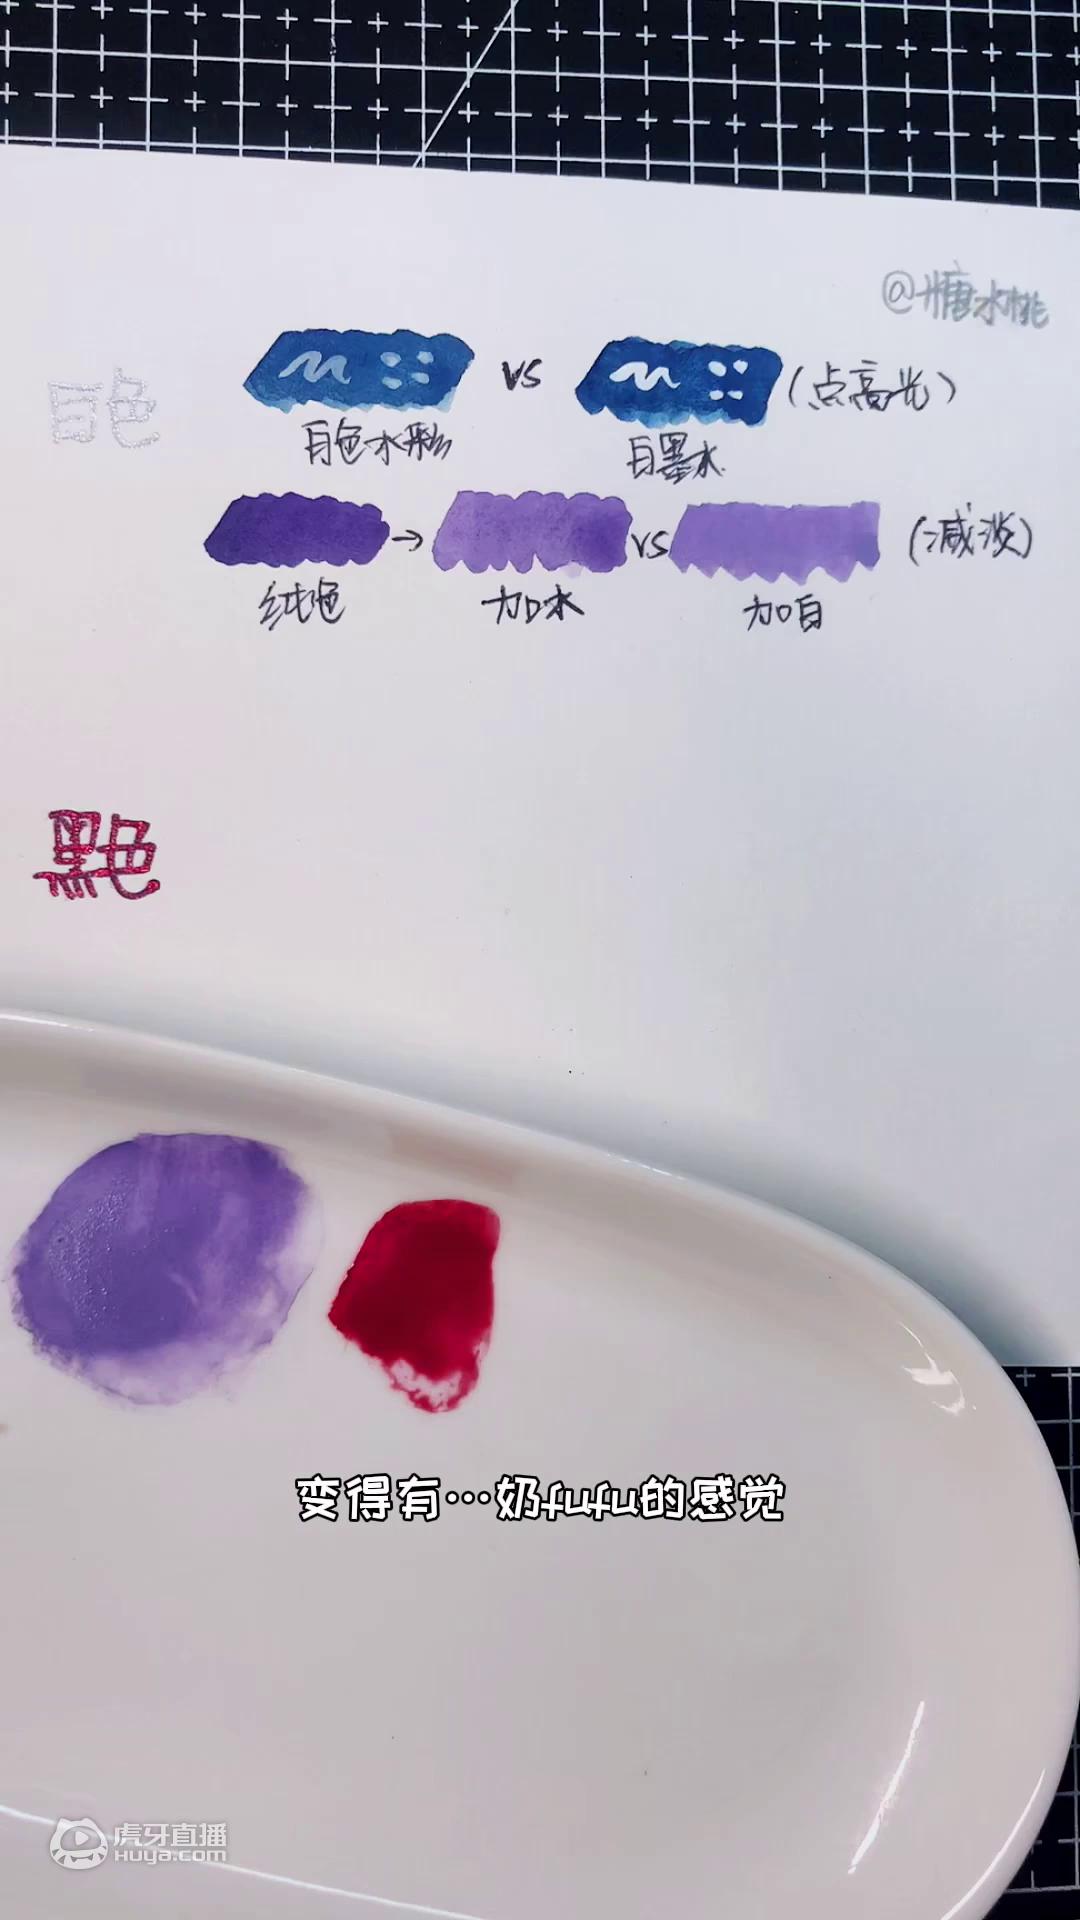 @糖水桃
白色
vs
(点高光)
白色水彩
白墨水
→
vs
(减淡)
纯色
加水
加白
黑色
变得有…奶fufu的感觉
虎牙直播
huya.com